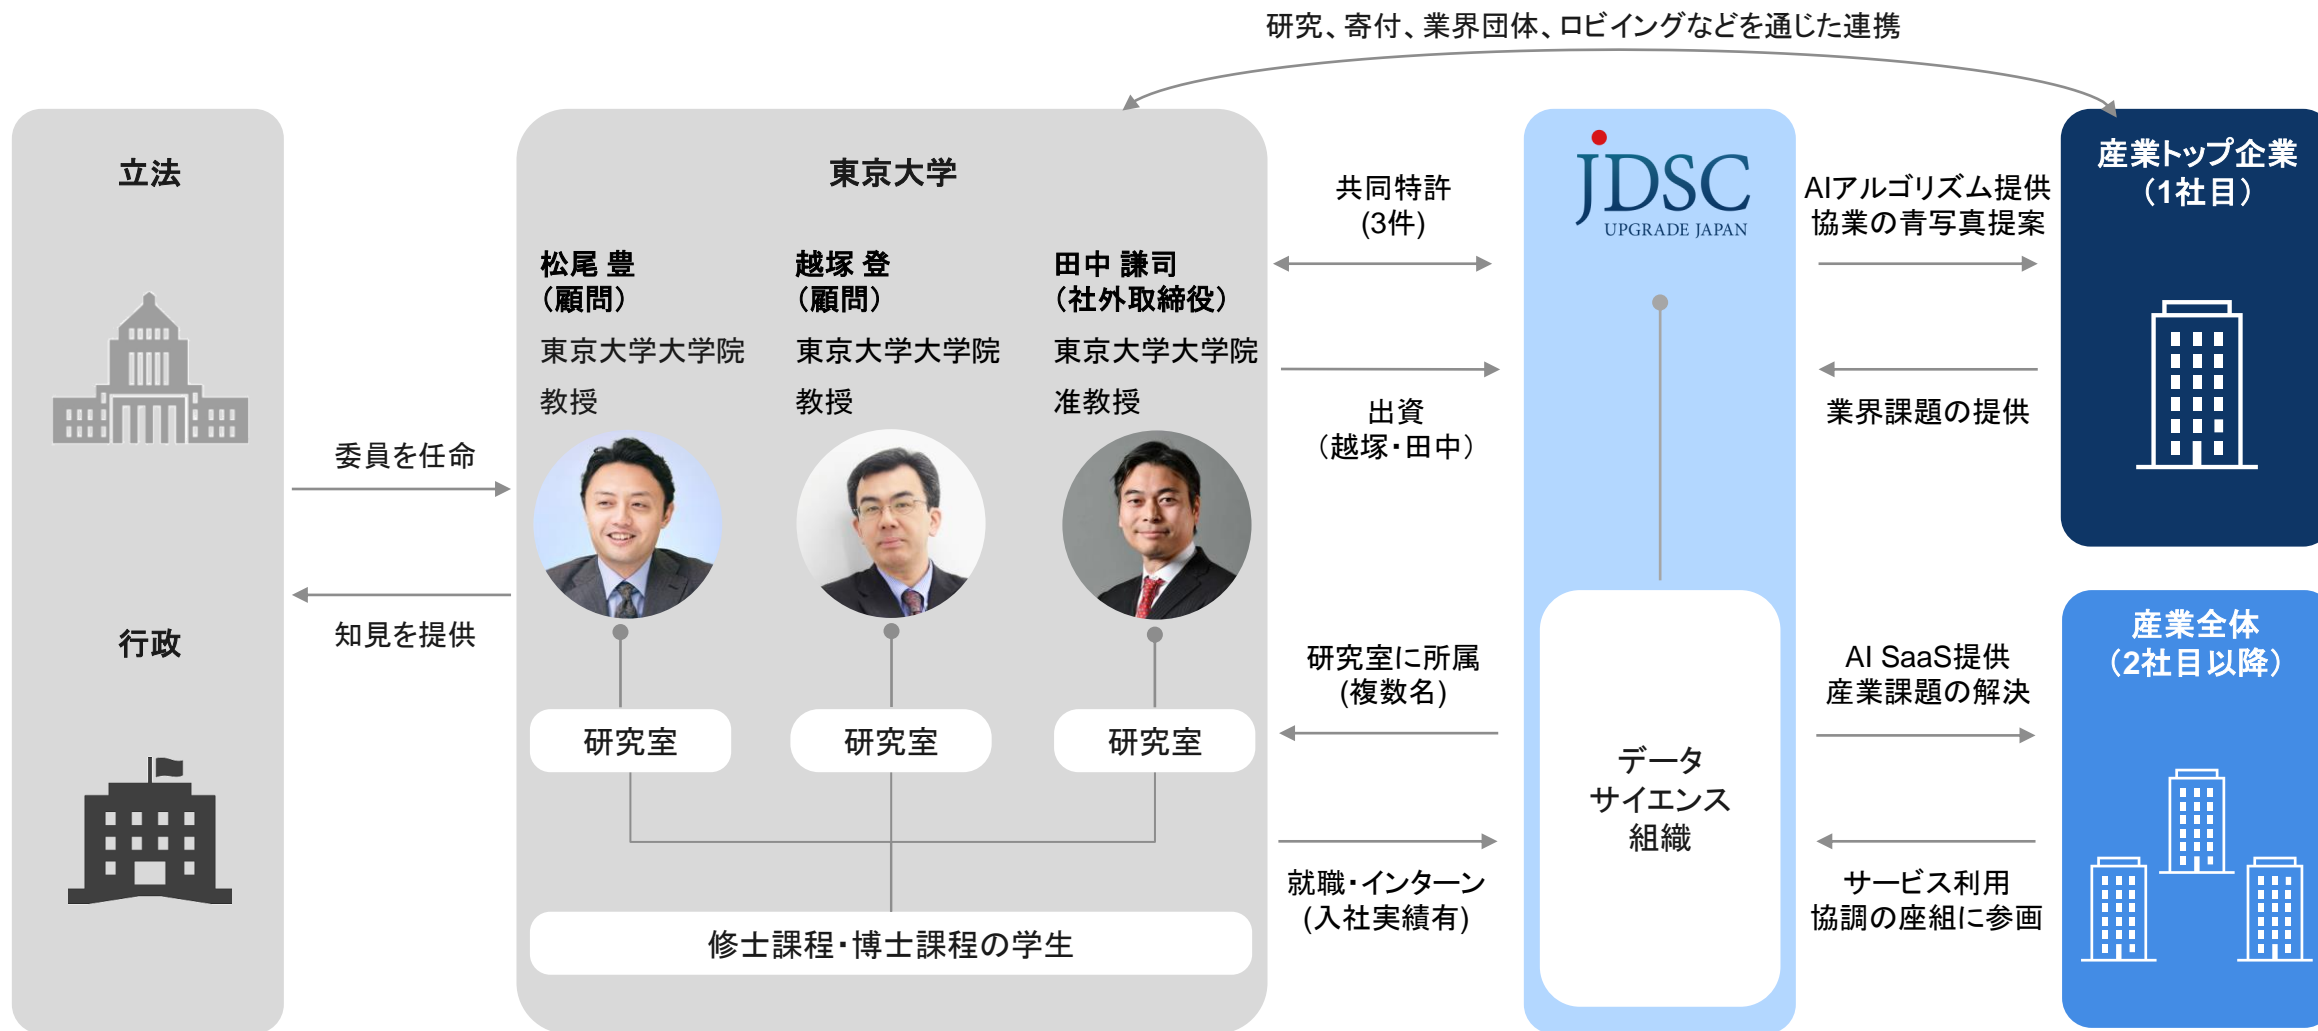 研究、寄付、業界団体、ロビイングなどを通じた連携
立法
行政
委員を任命
知見を提供
東京大学
松尾 豊
（顧問）
東京大学大学院
教授
越塚 登
（顧問）
東京大学大学院
教授
田中 謙司
（社外取締役）
東京大学大学院
准教授
研究室
研究室
研究室
修士課程・博士課程の学生
共同特許
(3件)
出資
（越塚・田中）
研究室に所属
(複数名)
就職・インターン
(入社実績有)
JDSC
UPGRADE JAPAN
データ
サイエンス
組織
AIアルゴリズム提供
協業の青写真提案
業界課題の提供
AI SaaS提供
産業課題の解決
サービス利用
協調の座組に参画
産業トップ企業
（1社目）
産業全体
（2社目以降）